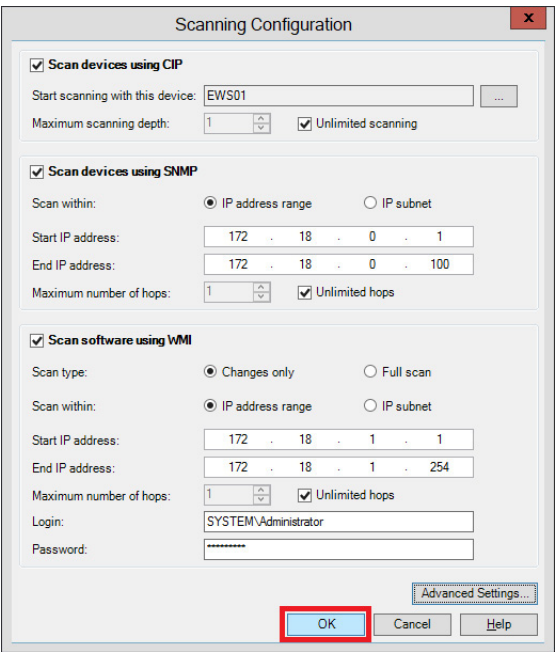 Scanning Configuration
x
Scan devices using CIP
Start scanning with this device: EWS01 ...
Maximum scanning depth: 1 Unlimited scanning
Scan devices using SNMP
Scan within: IP address range IP subnet
Start IP address: 172 . 18 . 0 . 1
End IP address: 172 . 18 . 0 . 100
Maximum number of hops: 1 Unlimited hops
Scan software using WMI
Scan type: Changes only Full scan
Scan within: IP address range IP subnet
Start IP address: 172 . 18 . 1 . 1
End IP address: 172 . 18 . 1 . 254
Maximum number of hops: 1 Unlimited hops
Login: SYSTEM\Administrator
Password: •••••••••
Advanced Settings...
OK Cancel Help